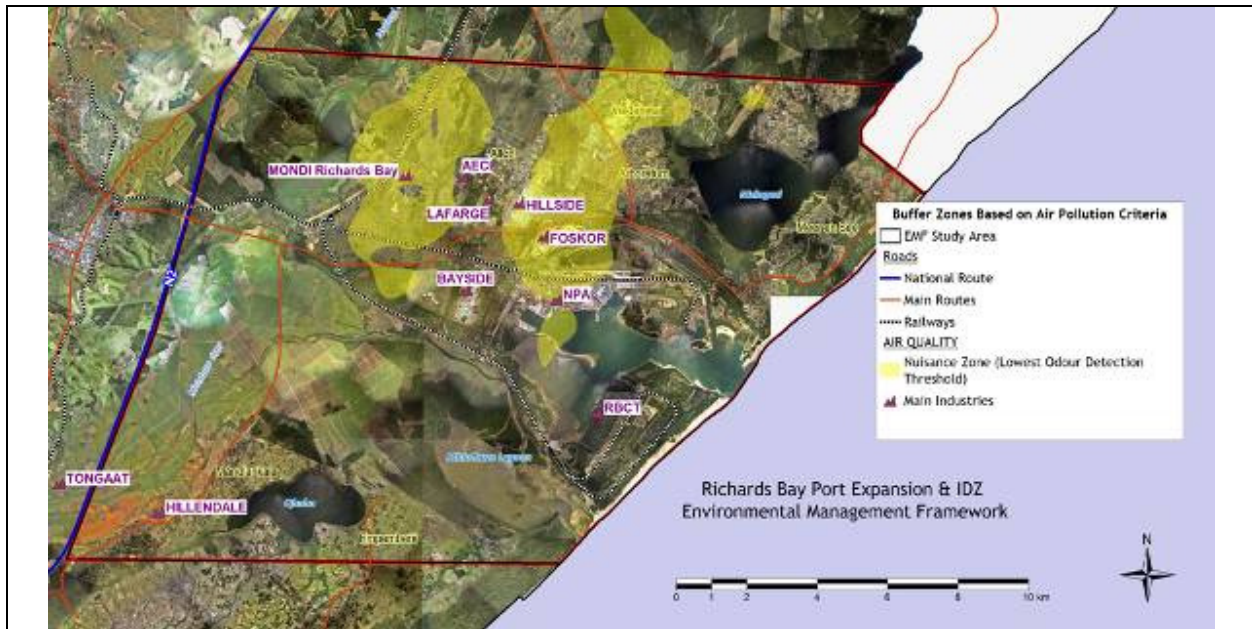 MONDI Richards Bay
AECI
LAFARGE
HILLSIDE
FOSKOR
BAYSIDE
NPA
RBCT
TONGAAT
HILLENDALE
N2
Buffer Zones Based on Air Pollution Criteria
EMF Study Area
Roads
National Route
Main Routes
Railways
AIR QUALITY
Nuisance Zone (Lowest Odour Detection
Threshold)
Main Industries
Richards Bay Port Expansion & IDZ
Environmental Management Framework
N
0 1 2 4 6 8 10 km